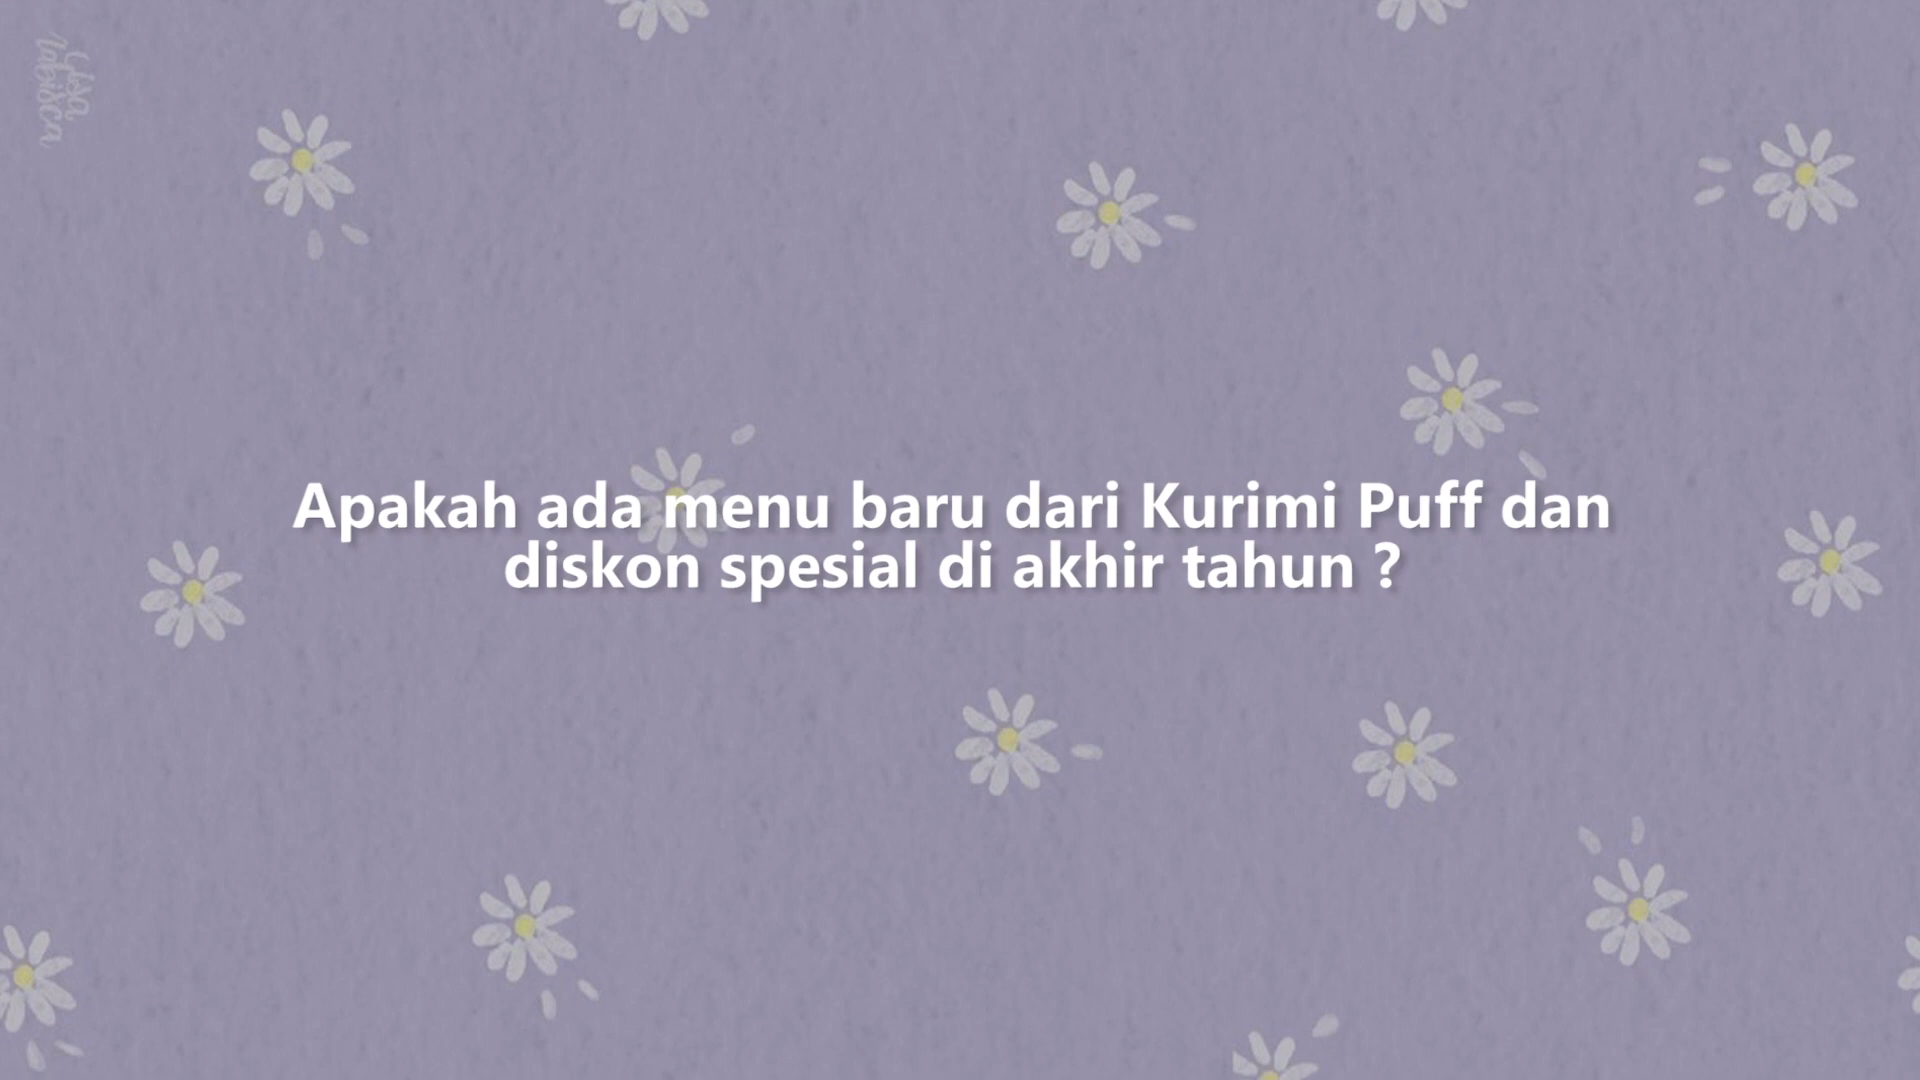 Apakah ada menu baru dari Kurimi Puff dan
diskon spesial di akhir tahun ?